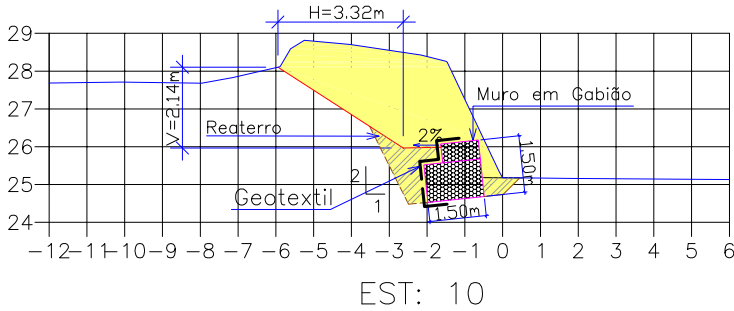 H=3.32m
29
28
27
26
25
24
V=2.14m
Muro em Gabião
Reaterro
2%
1.50m
2
1
Geotextil
1.50m
-12 -11 -10 -9 -8 -7 -6 -5 -4 -3 -2 -1 0 1 2 3 4 5 6
EST: 10